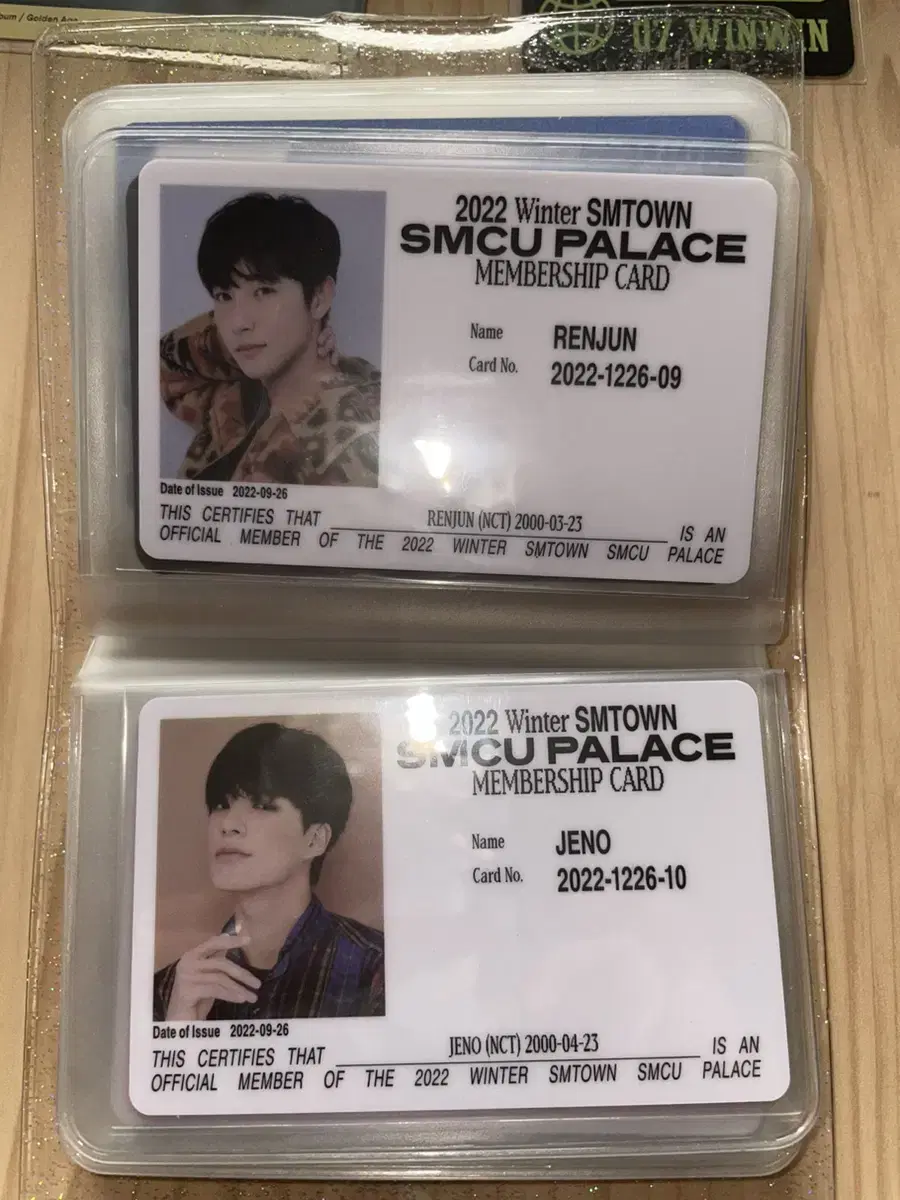 bum / Golden Age
07 WINWIN
2022 Winter SMTOWN
SMCU PALACE
MEMBERSHIP CARD
Name RENJUN
Card No. 2022-1226-09
Date of Issue 2022-09-26
THIS CERTIFIES THAT RENJUN (NCT) 2000-03-23 IS AN
OFFICIAL MEMBER OF THE 2022 WINTER SMTOWN SMCU PALACE
2022 Winter SMTOWN
SMCU PALACE
MEMBERSHIP CARD
Name JENO
Card No. 2022-1226-10
Date of Issue 2022-09-26
THIS CERTIFIES THAT JENO (NCT) 2000-04-23 IS AN
OFFICIAL MEMBER OF THE 2022 WINTER SMTOWN SMCU PALACE